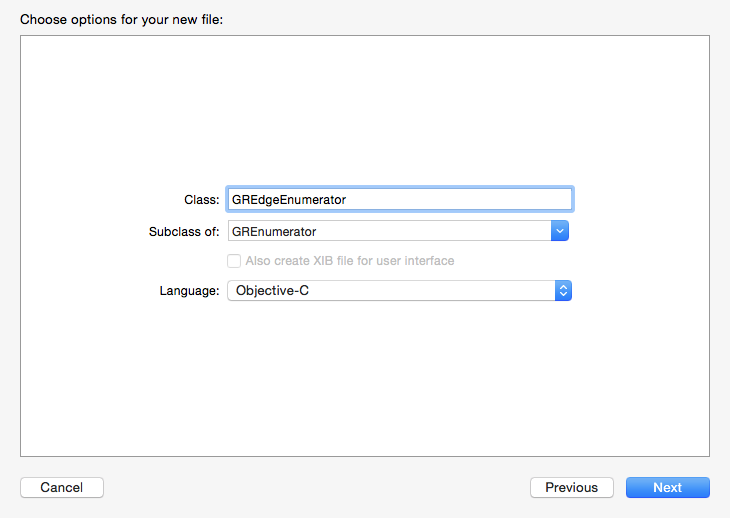 Choose options for your new file:
Class: GREdgeEnumerator
Subclass of: GREnumerator
Also create XIB file for user interface
Language: Objective-C
Cancel Previous Next